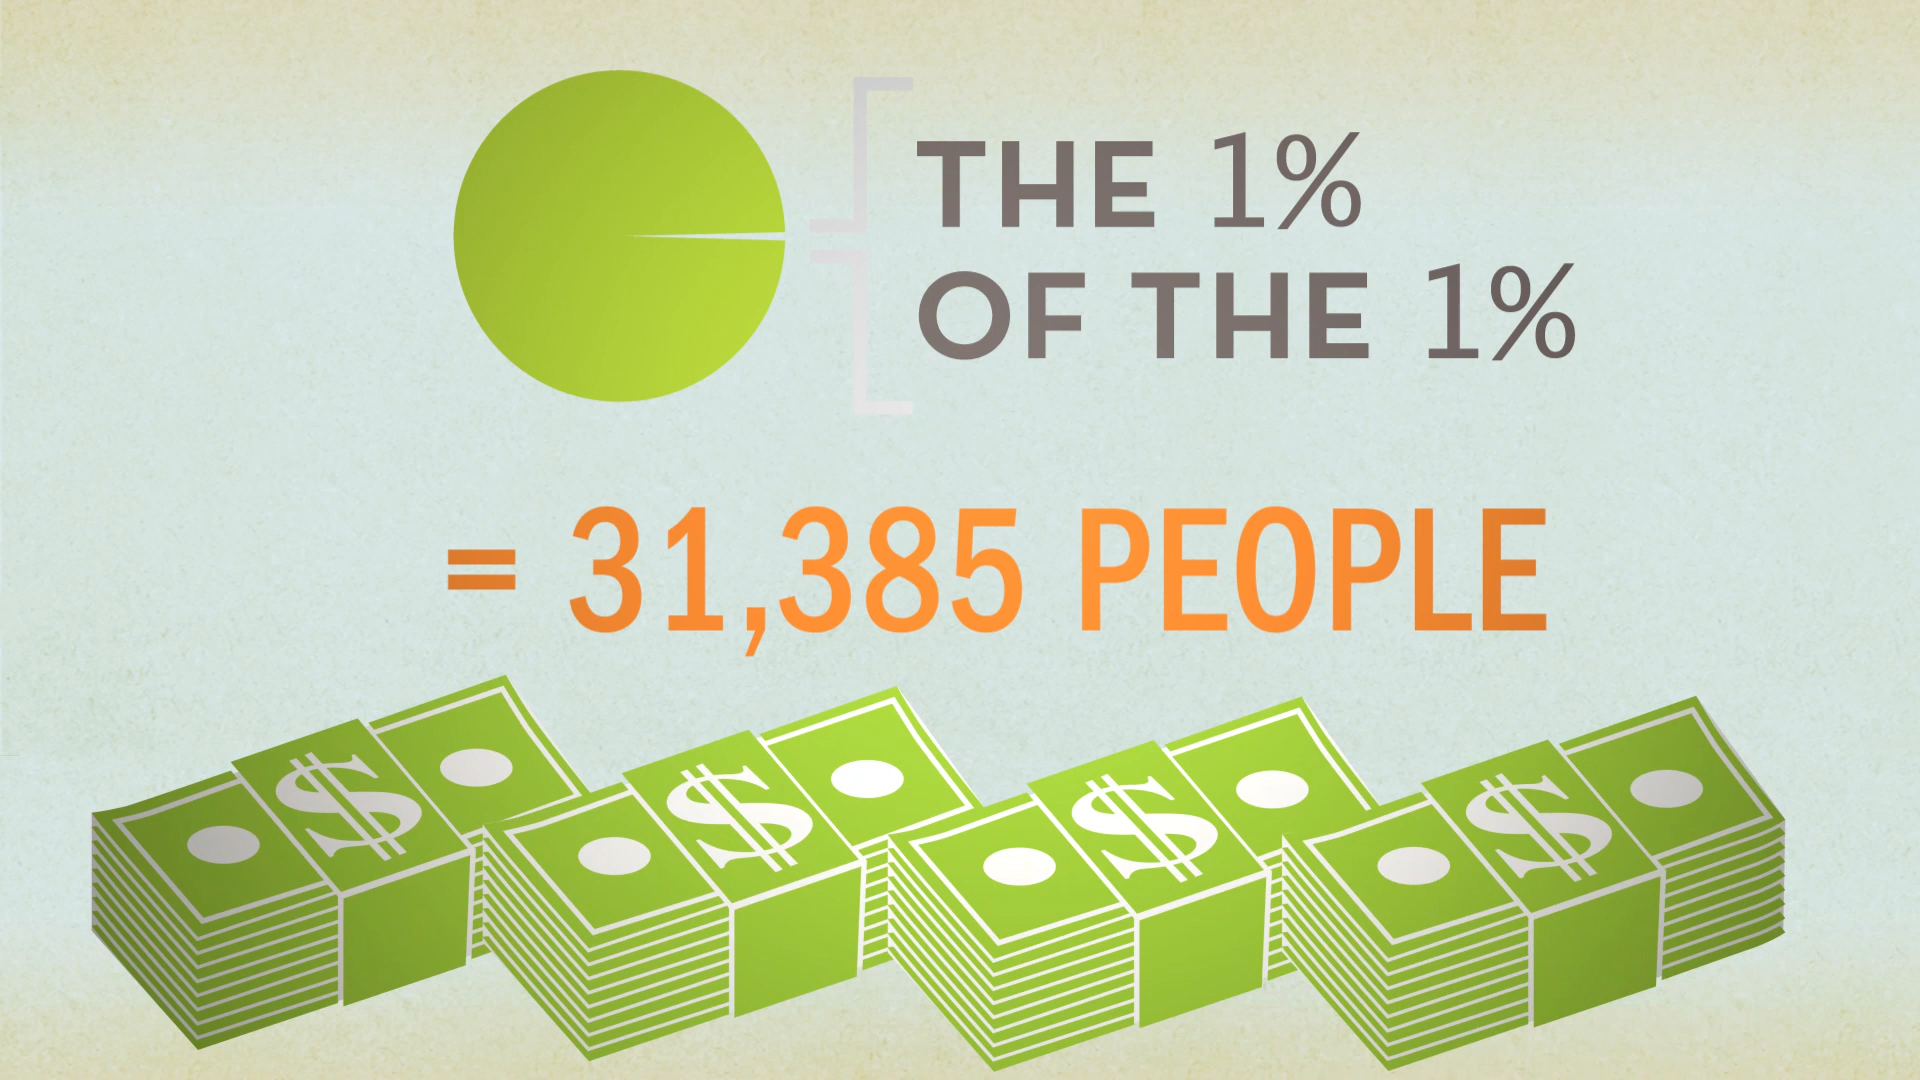 THE 1%
OF THE 1%
= 31,385 PEOPLE
$ $ $ $